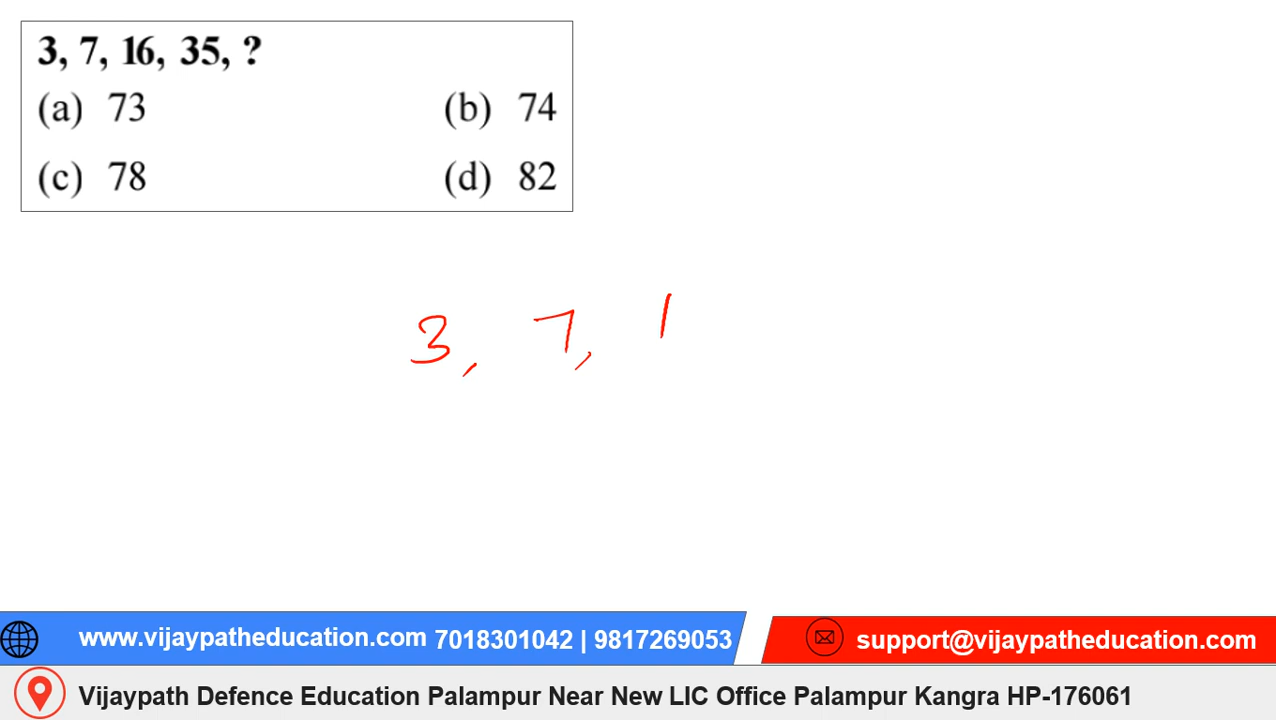 3, 7, 16, 35, ?
(a) 73 (b) 74
(c) 78 (d) 82
3, 7, 1
www.vijaypatheducation.com 7018301042 | 9817269053 support@vijaypatheducation.com
Vijaypath Defence Education Palampur Near New LIC Office Palampur Kangra HP-176061